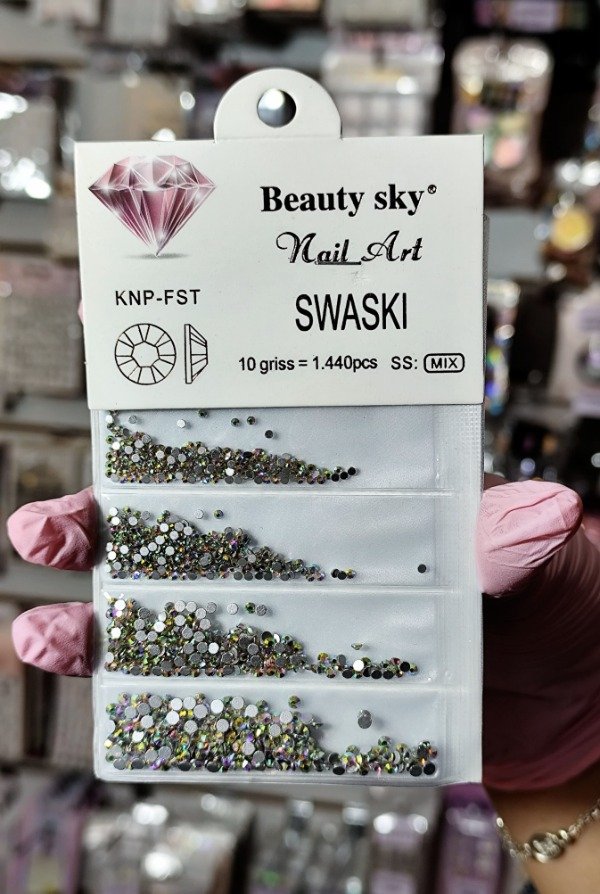 Beauty sky®
Nail Art
KNP-FST
SWASKI
10 griss = 1.440pcs SS: MIX